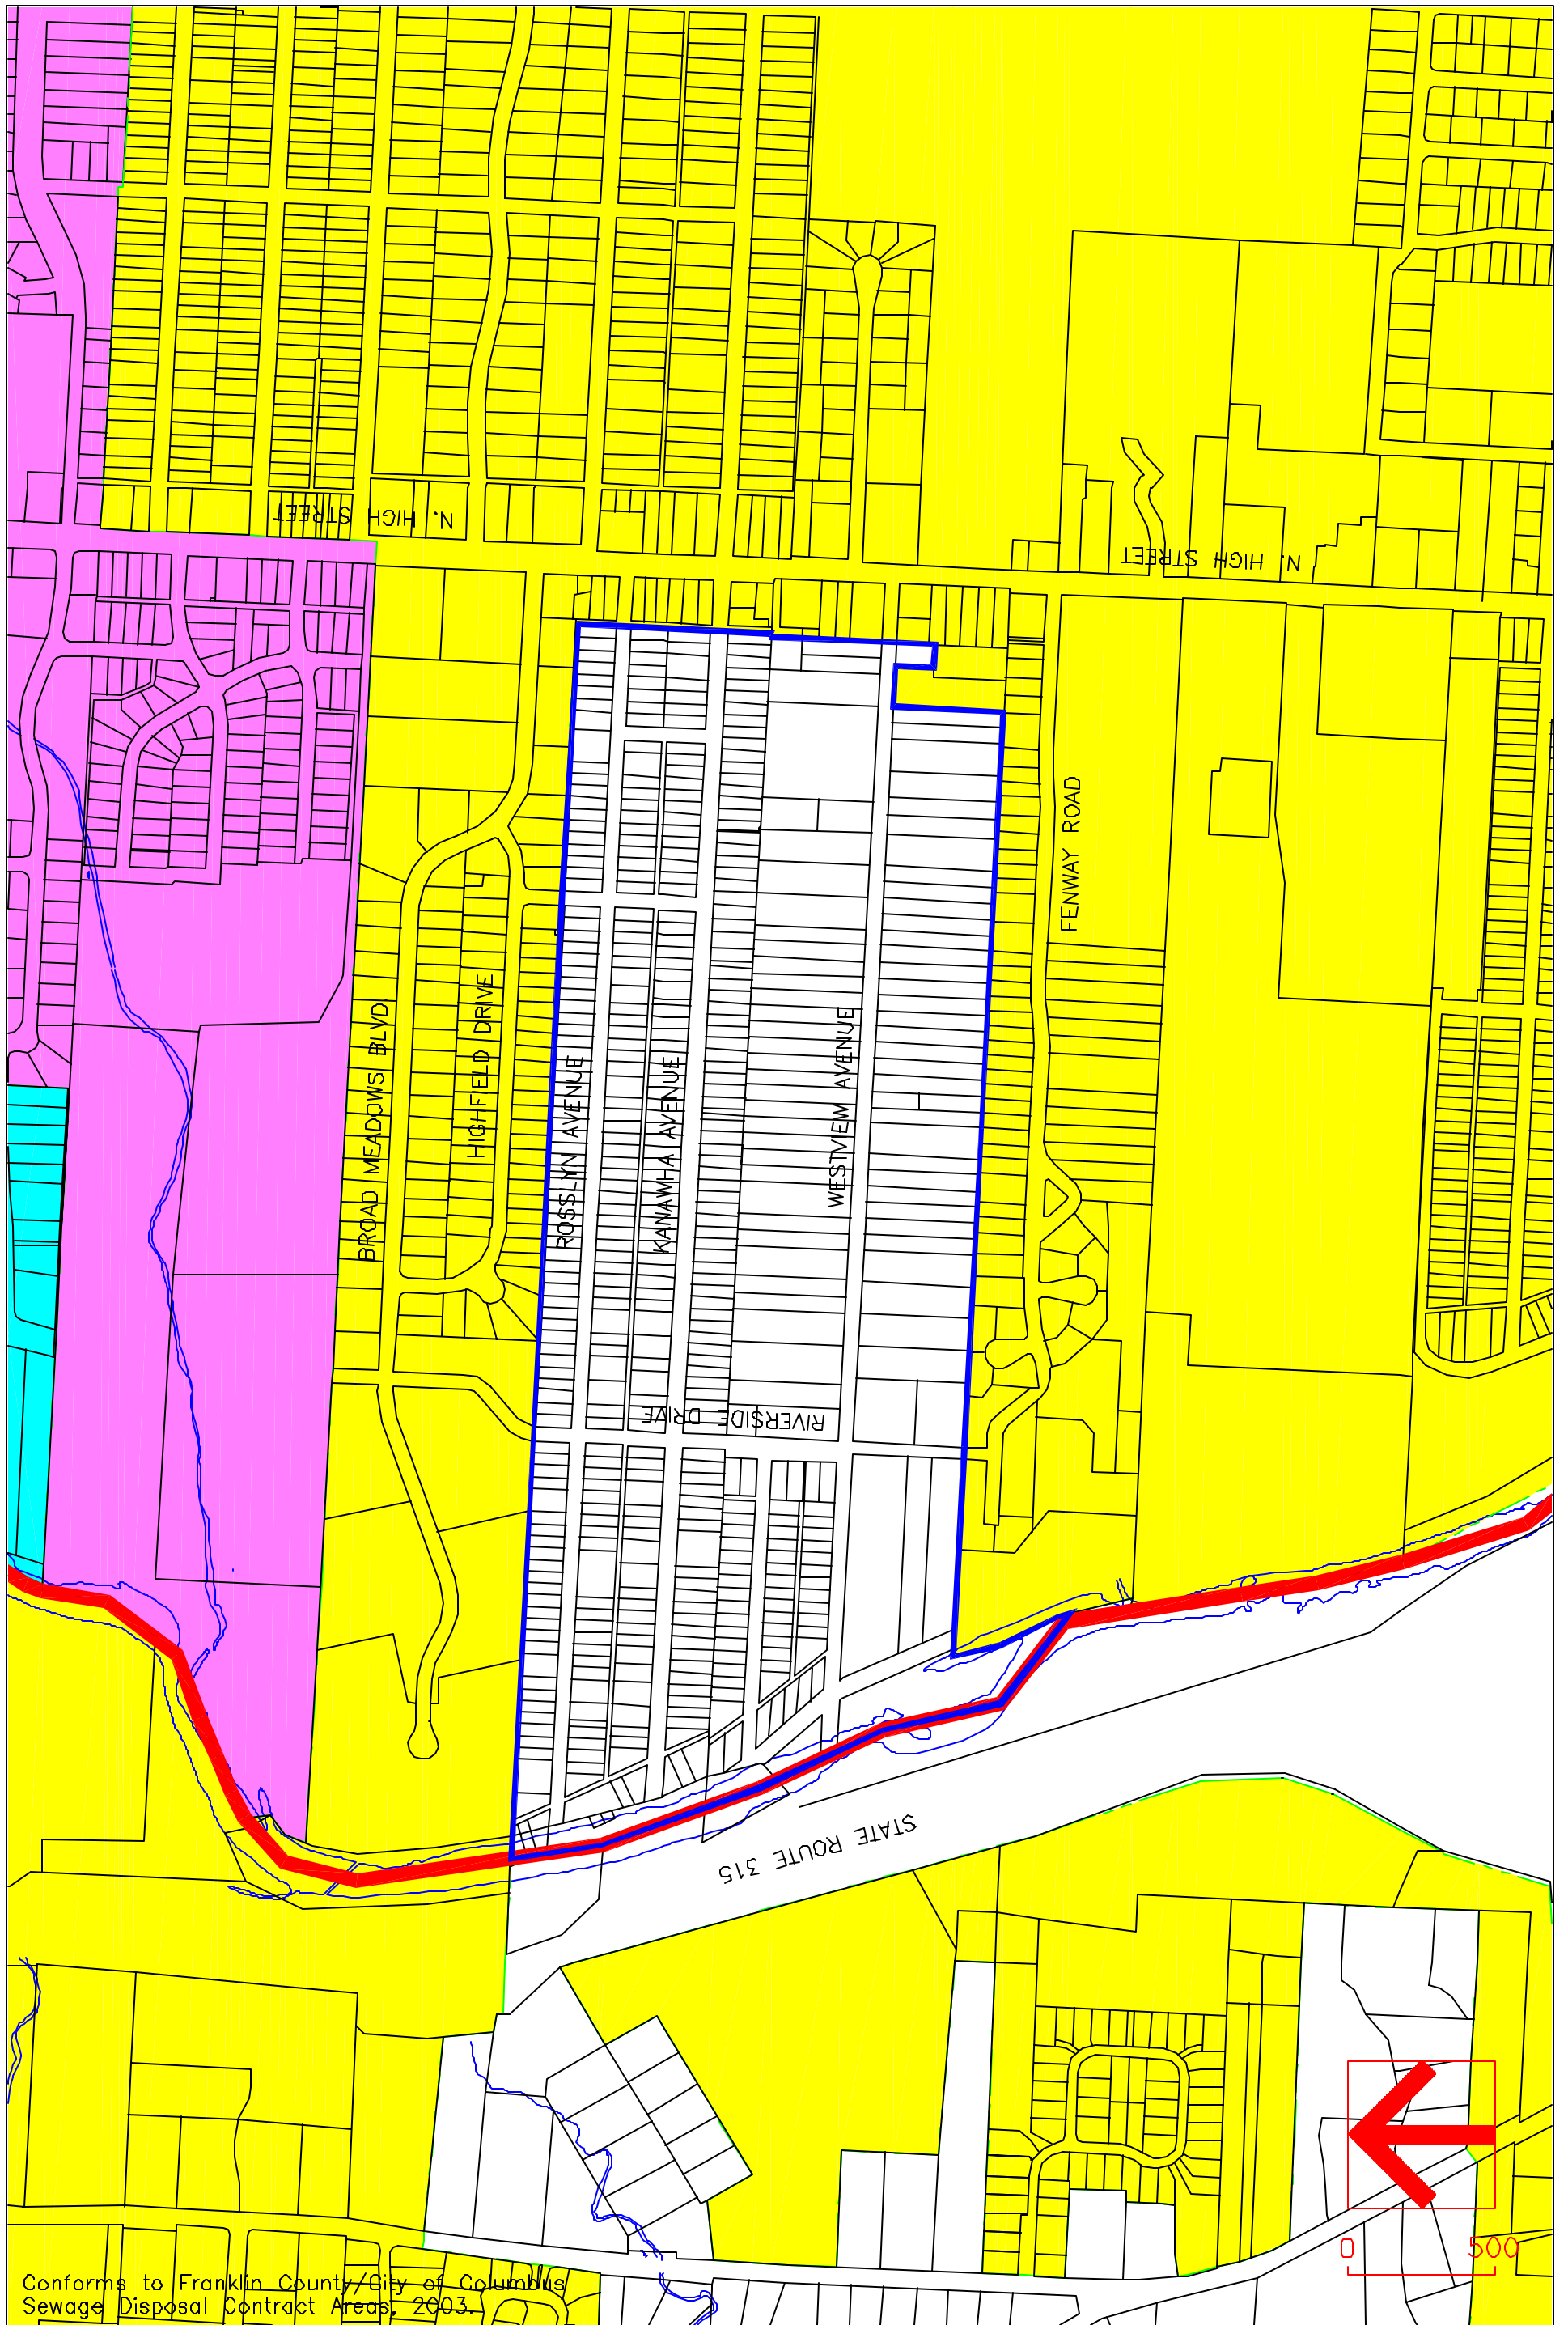 N. HIGH STREET
N. HIGH STREET
FENWAY ROAD
BROAD MEADOWS BLVD.
HIGHFIELD DRIVE
ROSSLYN AVENUE
KANAWHA AVENUE
WESTVIEW AVENUE
RIVERSIDE DRIVE
STATE ROUTE 315
0 500
Conforms to Franklin County/City of Columbus
Sewage Disposal Contract Areas, 2003.